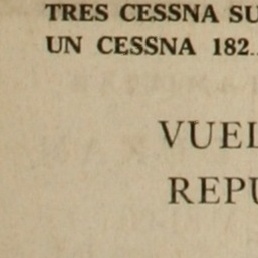 TRES CESSNA SU
UN CESSNA 182..
VUEL
REPU